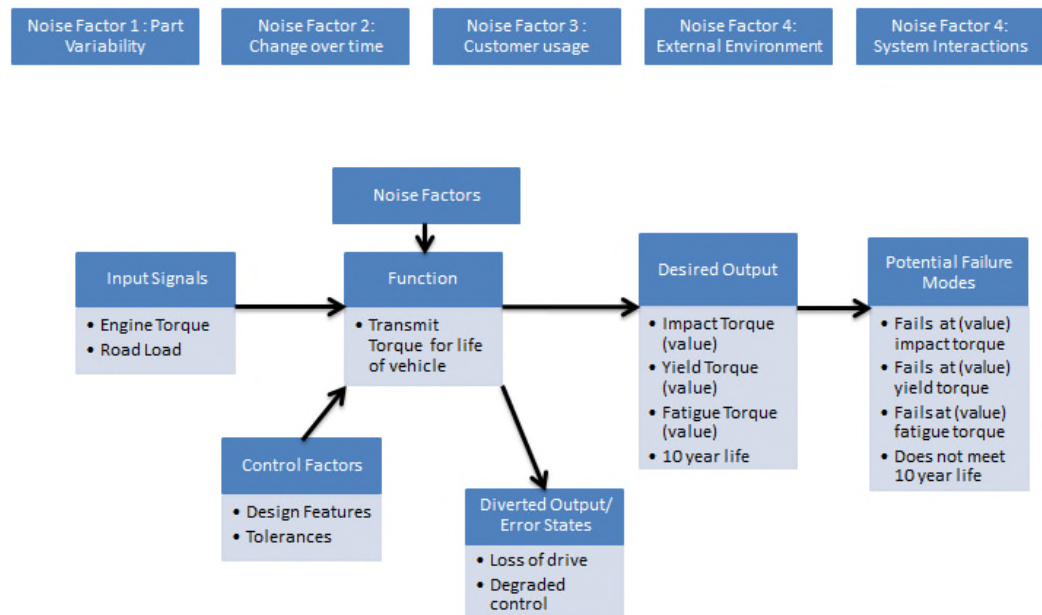 Noise Factor 1 : Part
Variability
Noise Factor 2:
Change over time
Noise Factor 3 :
Customer usage
Noise Factor 4:
External Environment
Noise Factor 4:
System Interactions
Noise Factors
Input Signals
• Engine Torque
• Road Load
Function
• Transmit
Torque for life
of vehicle
Desired Output
• Impact Torque
(value)
• Yield Torque
(value)
• Fatigue Torque
(value)
• 10 year life
Potential Failure
Modes
• Fails at (value)
impact torque
• Fails at (value)
yield torque
• Fails at (value)
fatigue torque
• Does not meet
10 year life
Control Factors
• Design Features
• Tolerances
Diverted Output/
Error States
• Loss of drive
• Degraded
control